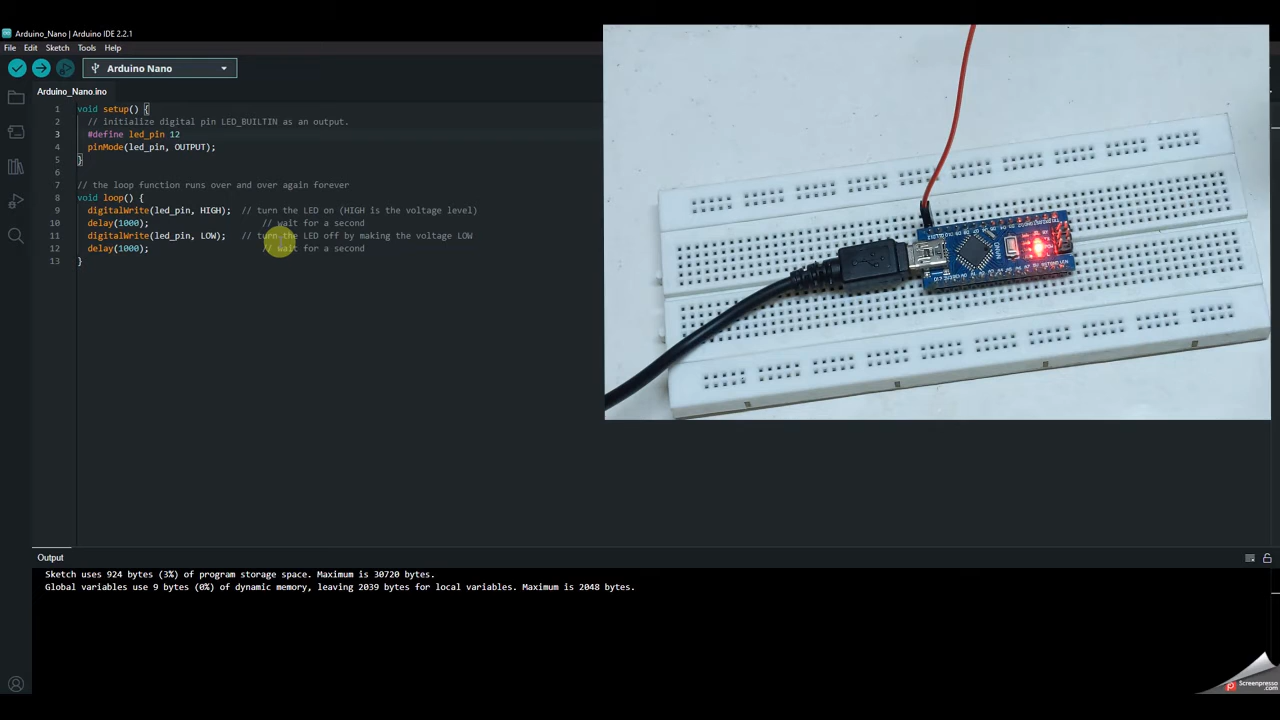 Arduino_Nano | Arduino IDE 2.2.1
File Edit Sketch Tools Help
Arduino Nano
Arduino_Nano.ino
1 void setup() {
2 // initialize digital pin LED_BUILTIN as an output.
3 #define led_pin 12
4 pinMode(led_pin, OUTPUT);
5 }
6
7 // the loop function runs over and over again forever
8 void loop() {
9 digitalWrite(led_pin, HIGH); // turn the LED on (HIGH is the voltage level)
10 delay(1000); // wait for a second
11 digitalWrite(led_pin, LOW); // turn the LED off by making the voltage LOW
12 delay(1000); // wait for a second
13 }
Output
Sketch uses 924 bytes (3%) of program storage space. Maximum is 30720 bytes.
Global variables use 9 bytes (0%) of dynamic memory, leaving 2039 bytes for local variables. Maximum is 2048 bytes.
Screenpresso
.com